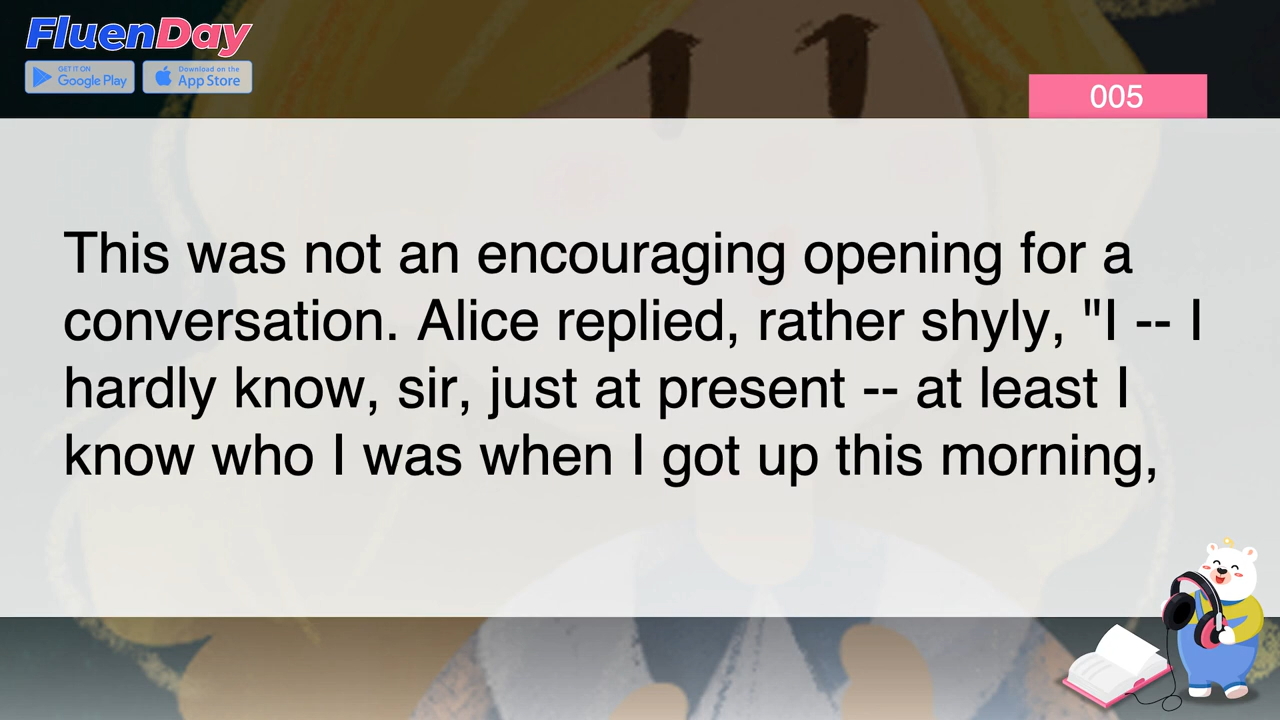 FluenDay
GET IT ON
Google Play
Download on the
App Store
005
This was not an encouraging opening for a
conversation. Alice replied, rather shyly, "I -- I
hardly know, sir, just at present -- at least I
know who I was when I got up this morning,